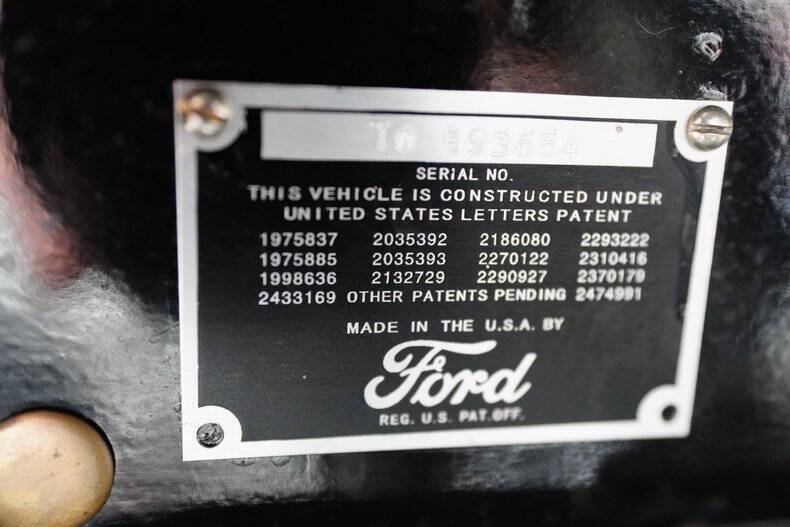 893654
SERIAL NO.
THIS VEHICLE IS CONSTRUCTED UNDER
UNITED STATES LETTERS PATENT
1975837 2035392 2186080 2293222
1975885 2035393 2270122 2310416
1998636 2132729 2290927 2370179
2433169 OTHER PATENTS PENDING 2474991
MADE IN THE U.S.A. BY
Ford
REG. U.S. PAT. OFF.